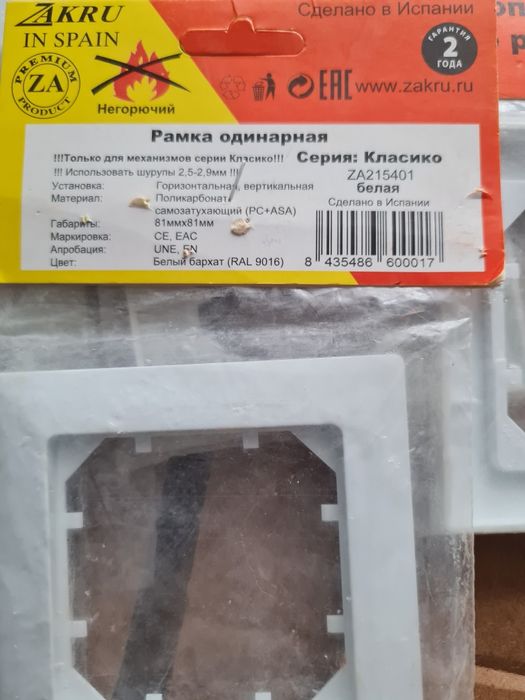 ZAKRU
IN SPAIN
PREMIUM
ZA
PRODUCT
Негорючий
Сделано в Испании
ГАРАНТИЯ
2
ГОДА
EAC www.zakru.ru
Рамка одинарная
!!!Только для механизмов серии Класико!!!
!!! Использовать шурупы 2,5-2,9мм !!!
Установка: Горизонтальная, вертикальная
Материал: Поликарбонат
самозатухающий (PC+ASA)
Габариты: 81ммx81мм
Маркировка: CE, EAC
Апробация: UNE, EN
Цвет: Белый бархат (RAL 9016)
Серия: Класико
ZA215401
белая
Сделано в Испании
8 435486 600017